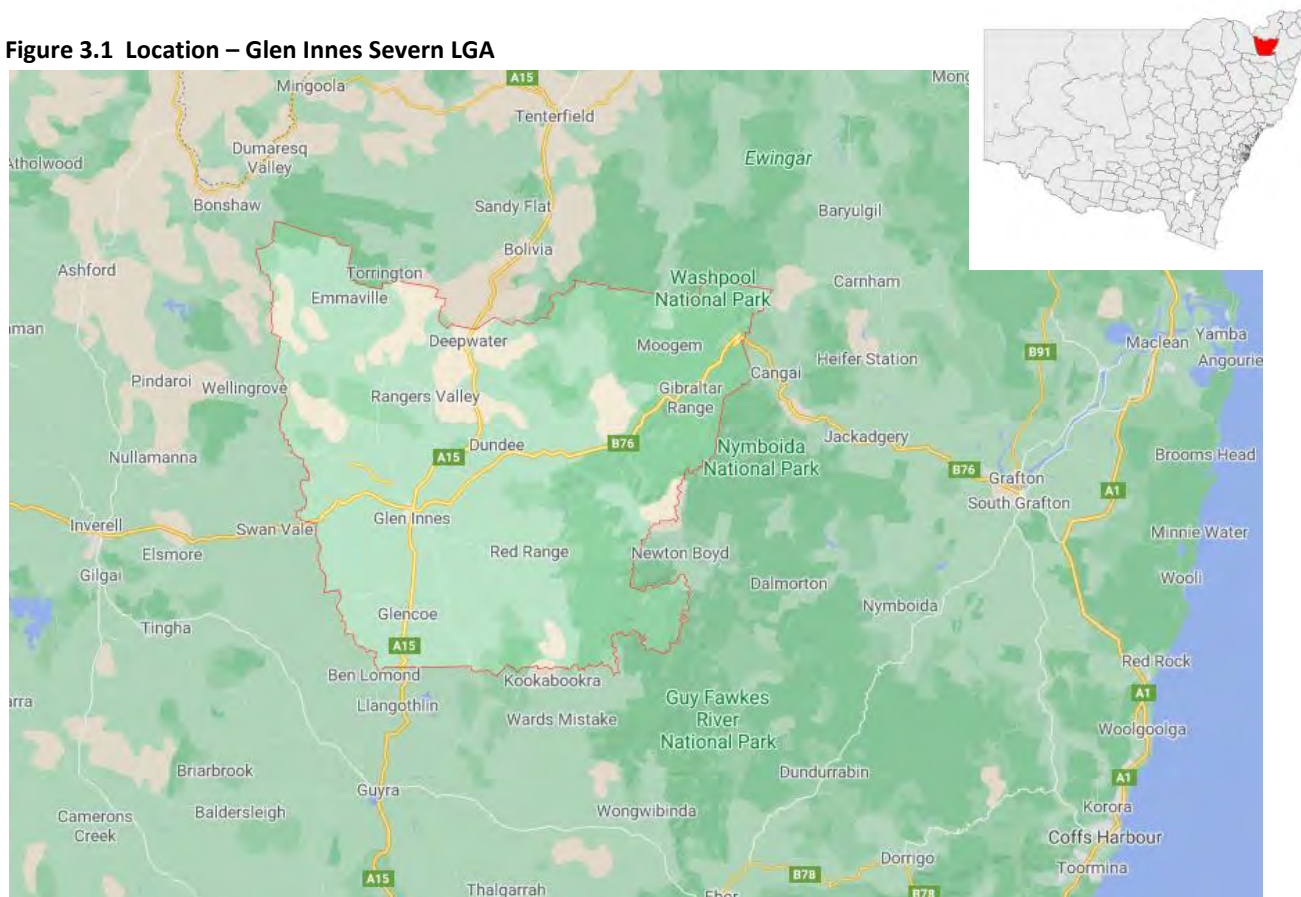 Figure 3.1 Location – Glen Innes Severn LGA
A15
Mingoola
Tenterfield
Atholwood
Dumaresq
Valley
Ewingar
Bonshaw
Sandy Flat
Baryulgil
Bolivia
Ashford
Torrington
Emmaville
Washpool
National Park
Carnham
Deepwater
Moogem
Heifer Station
B91
Maclean
Yamba
Angourie
Pindaroi
Wellingrove
Rangers Valley
Gibraltar
Range
Cangai
Dundee
B76
A15
Nymboida
National Park
Jackadgery
Nullamanna
B76
Grafton
South Grafton
A1
Brooms Head
Inverell
Elsmore
Swan Vale
Glen Innes
Red Range
Newton Boyd
Minnie Water
Gilgai
Dalmorton
Wooli
Nymboida
Tingha
Glencoe
A15
Ben Lomond
Kookabookra
Red Rock
A1
Llangothlin
Wards Mistake
Guy Fawkes
River
National Park
Woolgoolga
Briarbrook
Dundurrabin
A1
Guyra
Baldersleigh
Wongwibinda
Korora
Camerons
Creek
Coffs Harbour
Dorrigo
Toormina
A15
Thalgarrah
B78
B78